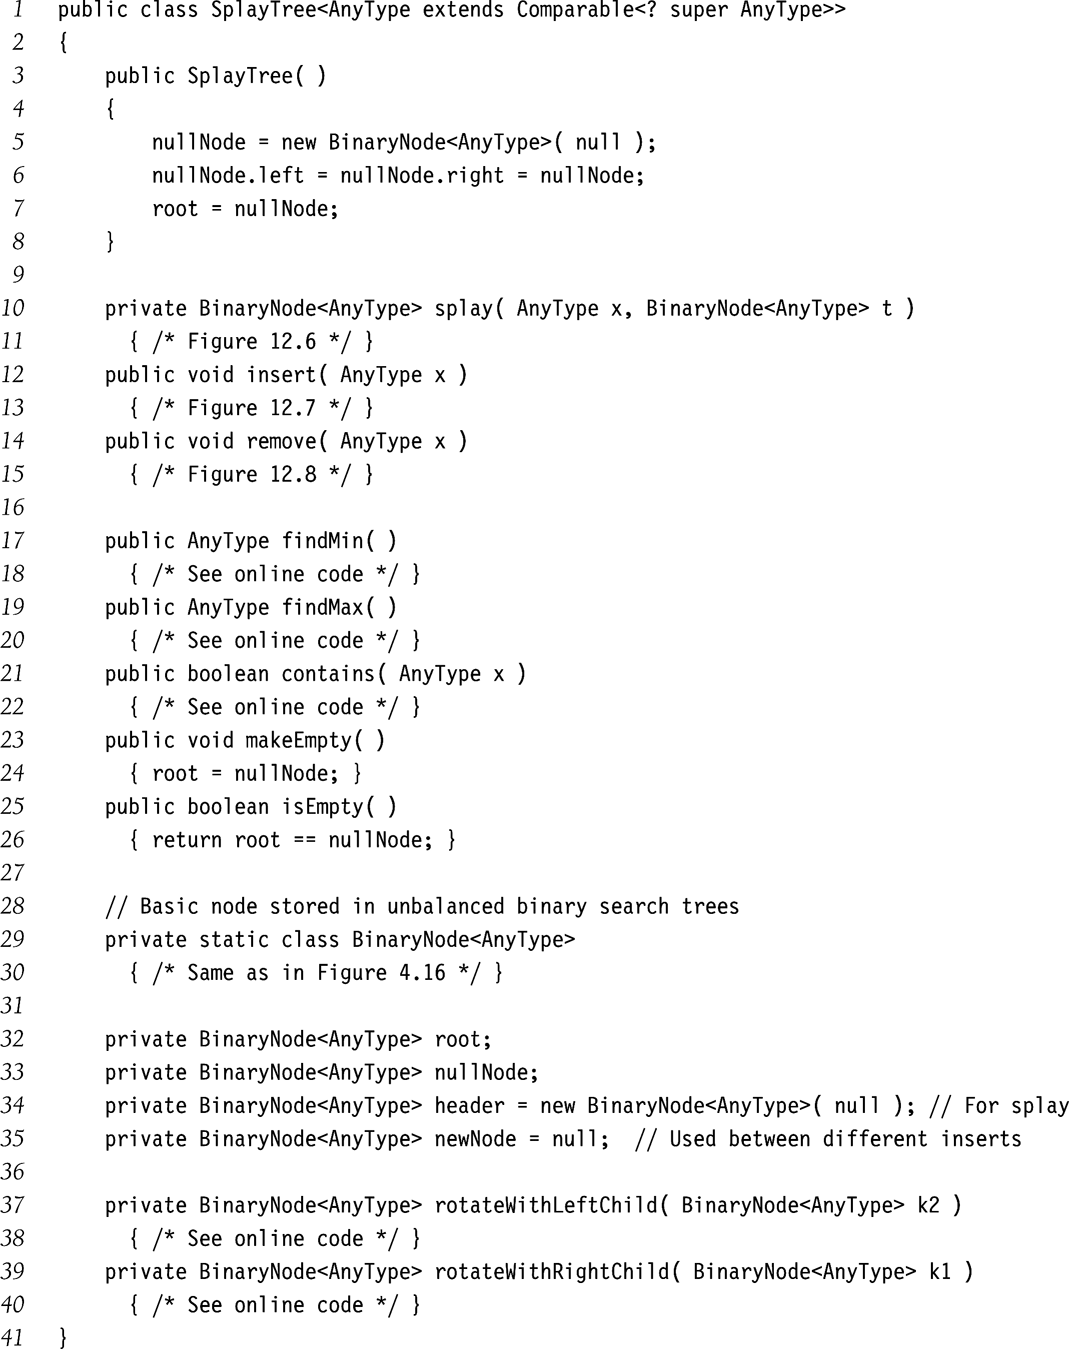 1 public class SplayTree<AnyType extends Comparable<? super AnyType>>
2 {
3     public SplayTree( )
4     {
5         nullNode = new BinaryNode<AnyType>( null );
6         nullNode.left = nullNode.right = nullNode;
7         root = nullNode;
8     }
9
10     private BinaryNode<AnyType> splay( AnyType x, BinaryNode<AnyType> t )
11       { /* Figure 12.6 */ }
12     public void insert( AnyType x )
13       { /* Figure 12.7 */ }
14     public void remove( AnyType x )
15       { /* Figure 12.8 */ }
16
17     public AnyType findMin( )
18       { /* See online code */ }
19     public AnyType findMax( )
20       { /* See online code */ }
21     public boolean contains( AnyType x )
22       { /* See online code */ }
23     public void makeEmpty( )
24       { root = nullNode; }
25     public boolean isEmpty( )
26       { return root == nullNode; }
27
28     // Basic node stored in unbalanced binary search trees
29     private static class BinaryNode<AnyType>
30       { /* Same as in Figure 4.16 */ }
31
32     private BinaryNode<AnyType> root;
33     private BinaryNode<AnyType> nullNode;
34     private BinaryNode<AnyType> header = new BinaryNode<AnyType>( null ); // For splay
35     private BinaryNode<AnyType> newNode = null;  // Used between different inserts
36
37     private BinaryNode<AnyType> rotateWithLeftChild( BinaryNode<AnyType> k2 )
38       { /* See online code */ }
39     private BinaryNode<AnyType> rotateWithRightChild( BinaryNode<AnyType> k1 )
40       { /* See online code */ }
41 }